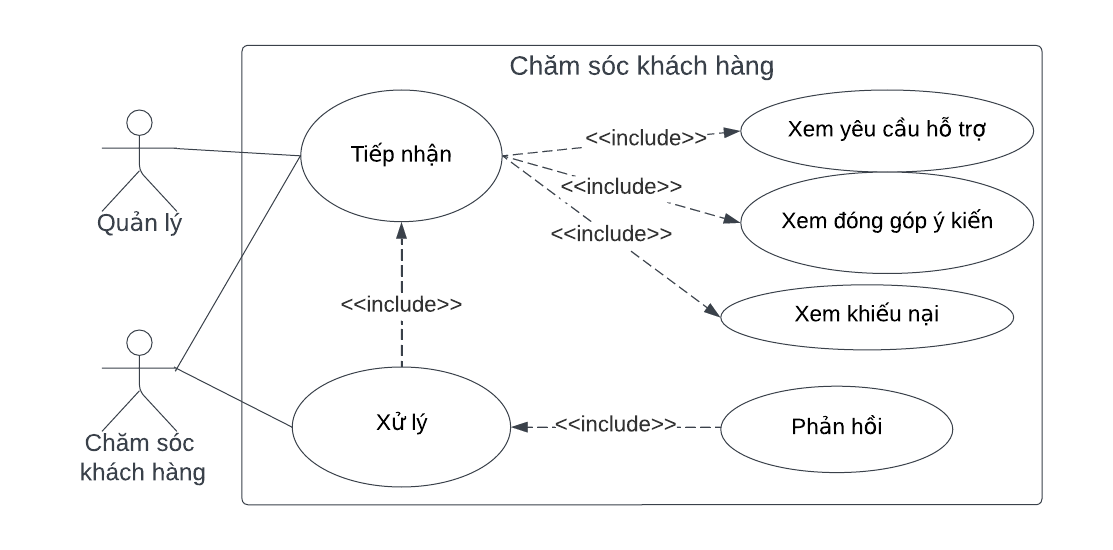 Chăm sóc khách hàng
Quản lý
Tiếp nhận
<<include>>
Xem yêu cầu hỗ trợ
<<include>>
Xem đóng góp ý kiến
<<include>>
Xem khiếu nại
<<include>>
Chăm sóc
khách hàng
Xử lý
<<include>>
Phản hồi